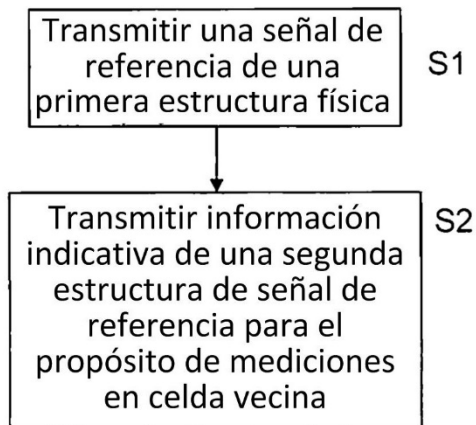 Transmitir una señal de
referencia de una
primera estructura física
S1
Transmitir información
indicativa de una segunda
estructura de señal de
referencia para el
propósito de mediciones
en celda vecina
S2